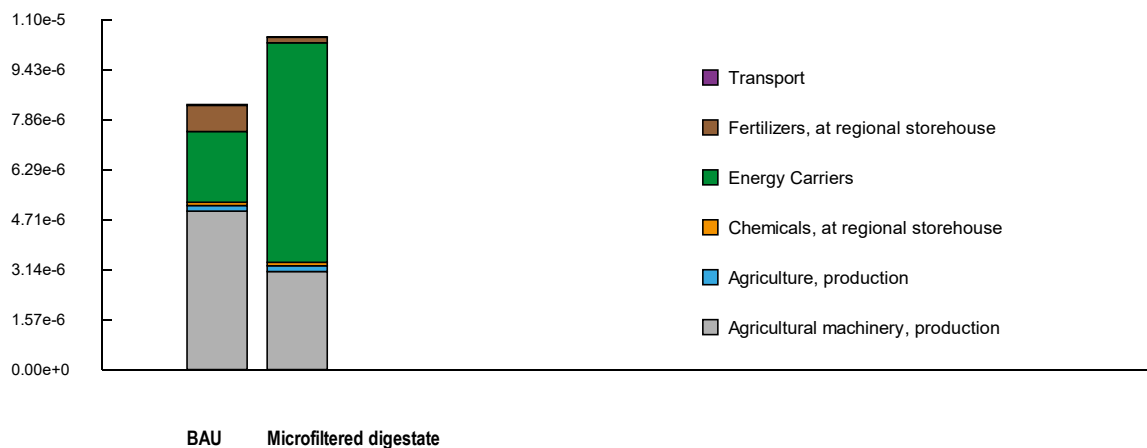 1.10e-5
9.43e-6
7.86e-6
6.29e-6
4.71e-6
3.14e-6
1.57e-6
0.00e+0
Transport
Fertilizers, at regional storehouse
Energy Carriers
Chemicals, at regional storehouse
Agriculture, production
Agricultural machinery, production
BAU Microfiltered digestate